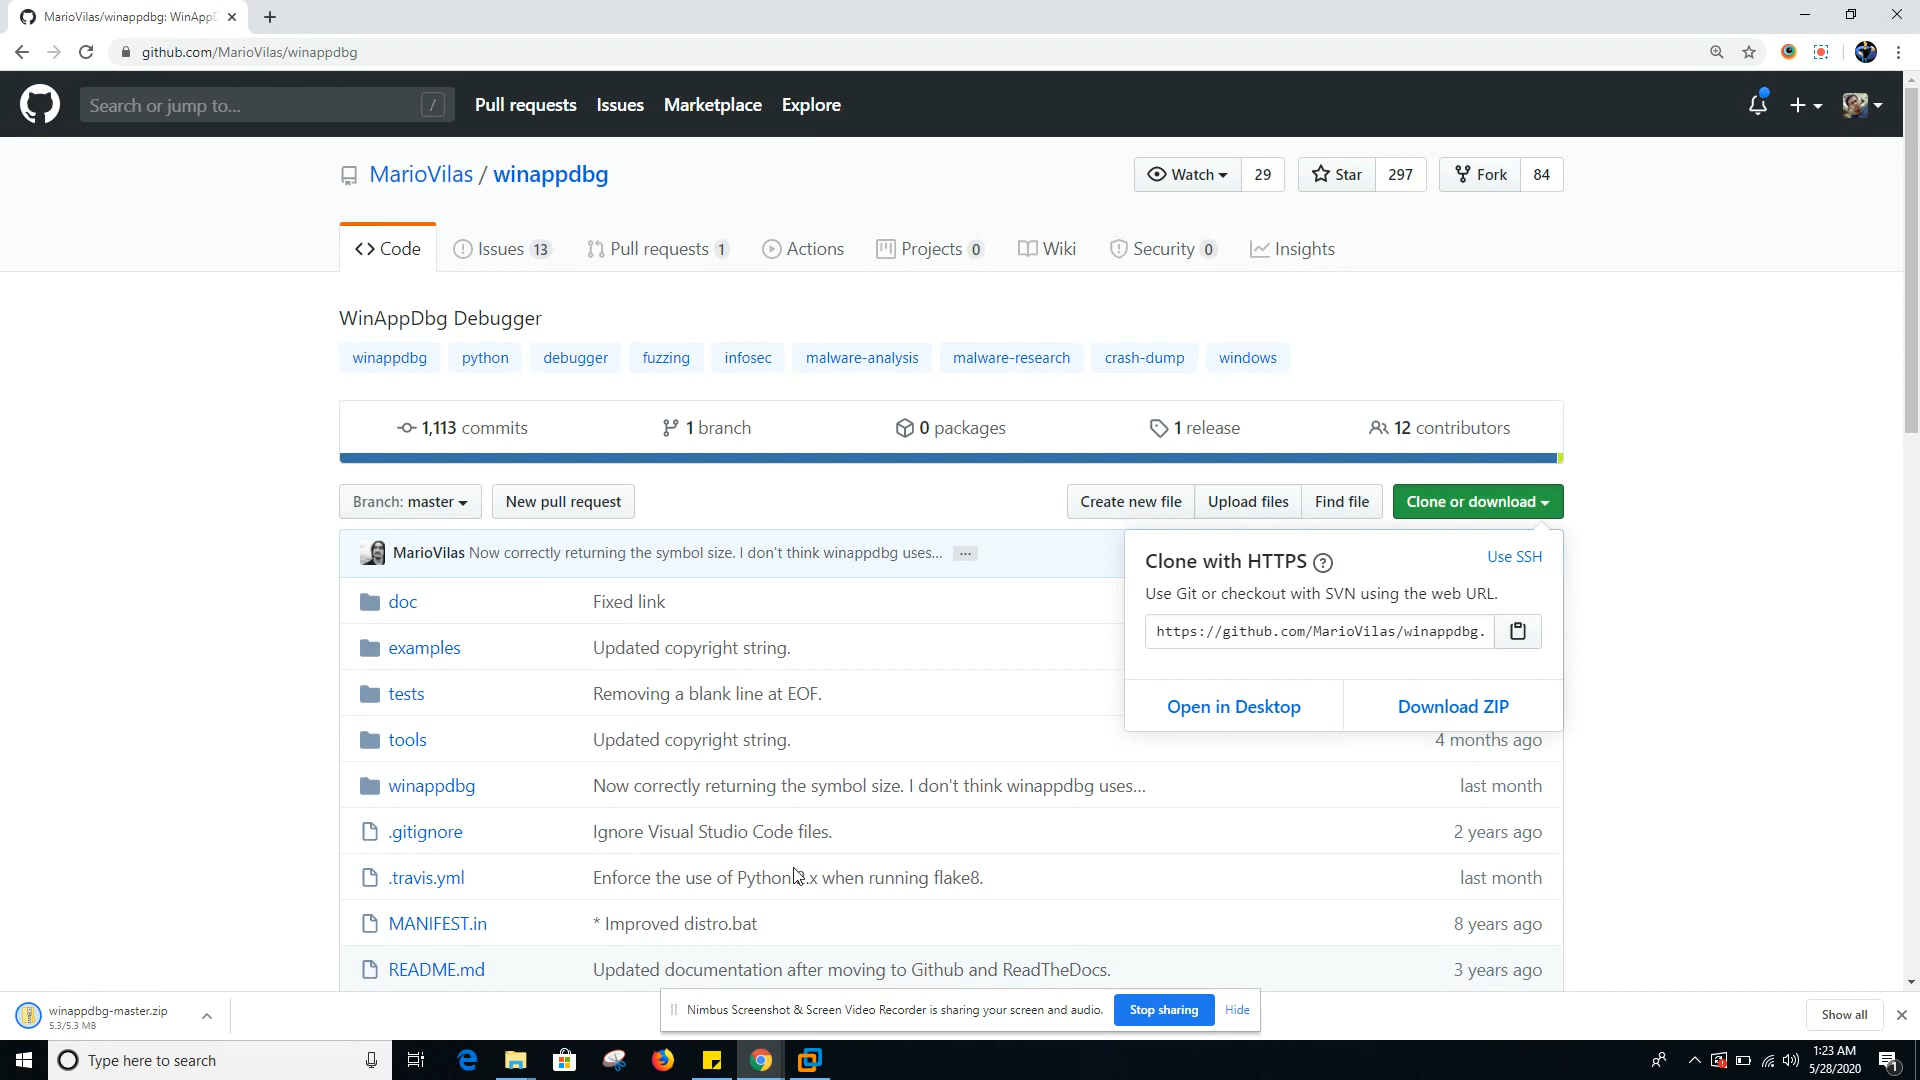 MarioVilas/winappdbg: WinAppD
github.com/MarioVilas/winappdbg
Search or jump to... /
Pull requests Issues Marketplace Explore
MarioVilas / winappdbg
Watch 29 Star 297 Fork 84
Code Issues 13 Pull requests 1 Actions Projects 0 Wiki Security 0 Insights
WinAppDbg Debugger
winappdbg python debugger fuzzing infosec malware-analysis malware-research crash-dump windows
1,113 commits 1 branch 0 packages 1 release 12 contributors
Branch: master New pull request Create new file Upload files Find file Clone or download
MarioVilas Now correctly returning the symbol size. I don't think winappdbg uses... ...
Clone with HTTPS ? Use SSH
Use Git or checkout with SVN using the web URL.
https://github.com/MarioVilas/winappdbg.
Open in Desktop Download ZIP
doc Fixed link
examples Updated copyright string.
tests Removing a blank line at EOF.
tools Updated copyright string. 4 months ago
winappdbg Now correctly returning the symbol size. I don't think winappdbg uses... last month
.gitignore Ignore Visual Studio Code files. 2 years ago
.travis.yml Enforce the use of Python .x when running flake8. last month
MANIFEST.in * Improved distro.bat 8 years ago
README.md Updated documentation after moving to Github and ReadTheDocs. 3 years ago
winappdbg-master.zip
5.3/5.3 MB
Nimbus Screenshot & Screen Video Recorder is sharing your screen and audio. Stop sharing Hide
Show all
Type here to search
1:23 AM
5/28/2020
1